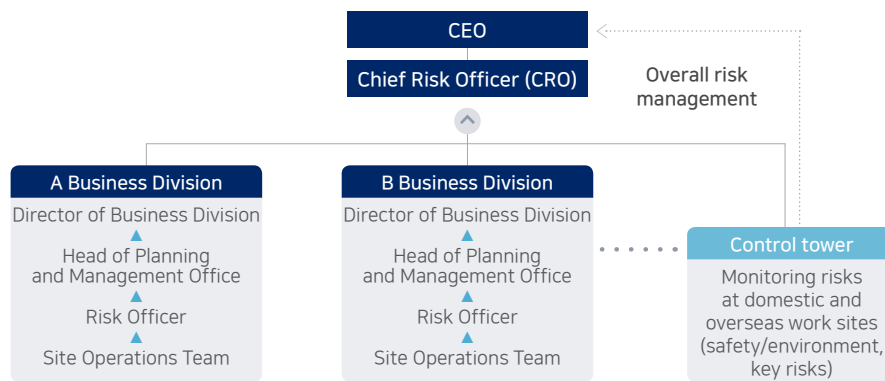 CEO
Chief Risk Officer (CRO)
Overall risk
management
A Business Division
Director of Business Division
Head of Planning
and Management Office
Risk Officer
Site Operations Team
B Business Division
Director of Business Division
Head of Planning
and Management Office
Risk Officer
Site Operations Team
Control tower
Monitoring risks
at domestic and
overseas work sites
(safety/environment,
key risks)